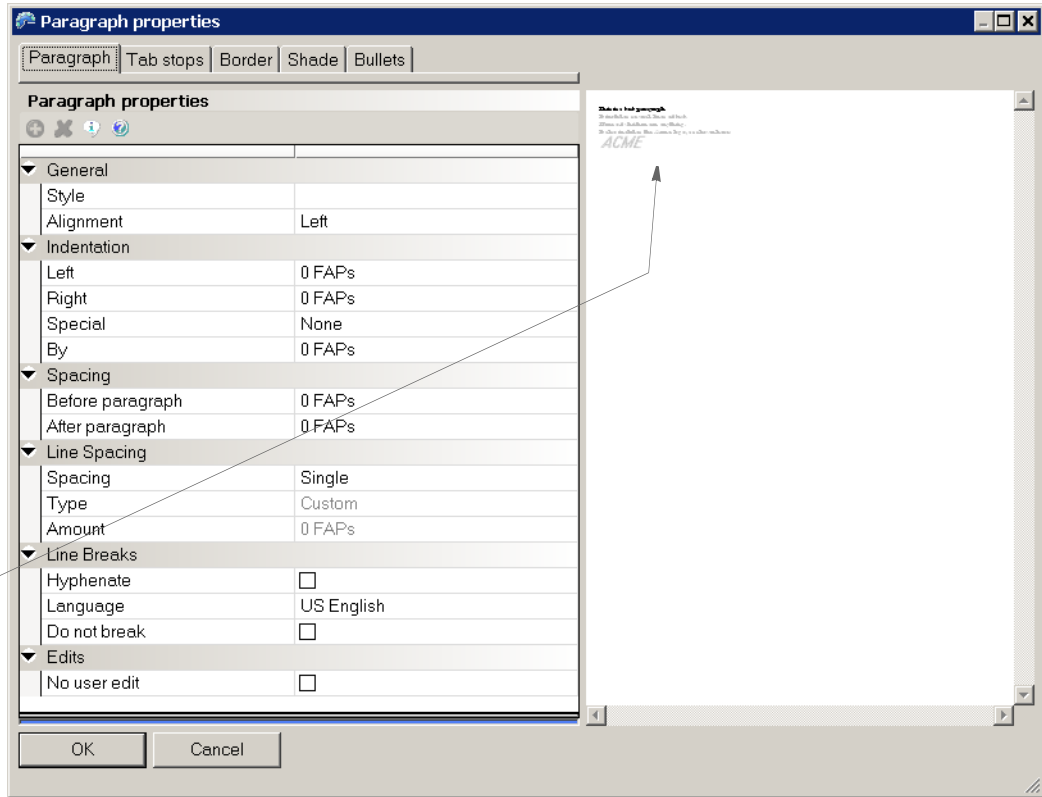 Paragraph properties
Paragraph Tab stops Border Shade Bullets
Paragraph properties
General
Style
Alignment Left
Indentation
Left 0 FAPs
Right 0 FAPs
Special None
By 0 FAPs
Spacing
Before paragraph 0 FAPs
After paragraph 0 FAPs
Line Spacing
Spacing Single
Type Custom
Amount 0 FAPs
Line Breaks
Hyphenate
Language US English
Do not break
Edits
No user edit
OK Cancel
ACME